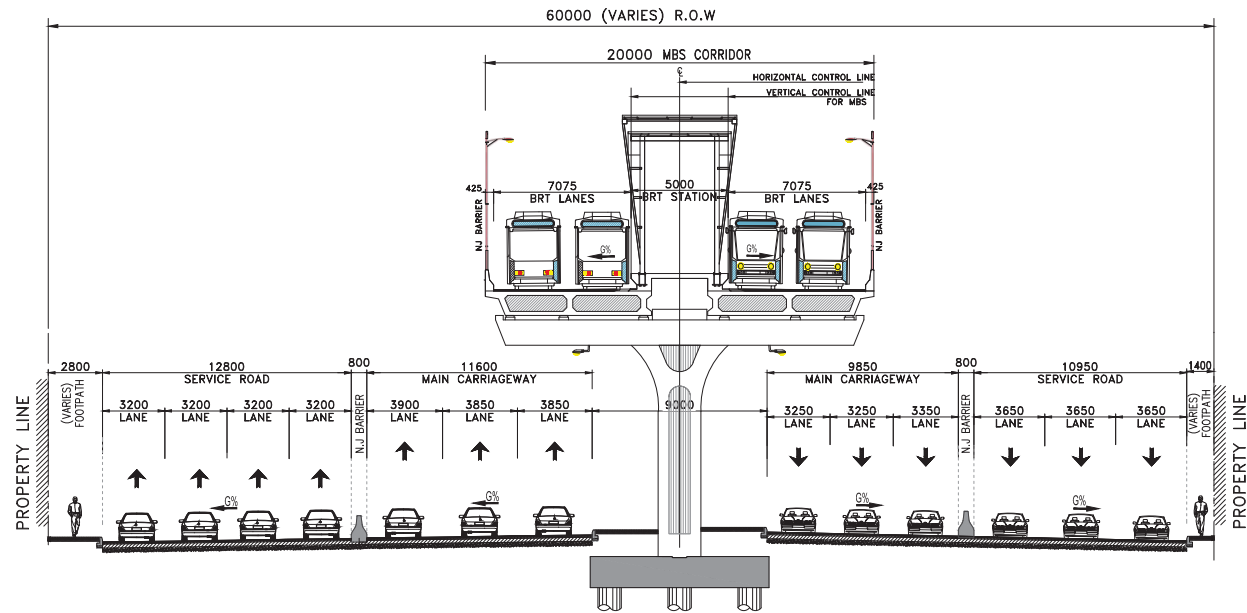 60000 (VARIES) R.O.W
20000 MBS CORRIDOR
℄
HORIZONTAL CONTROL LINE
VERTICAL CONTROL LINE
FOR MBS
425
7075
5000
7075
425
BRT LANES
BRT STATION
BRT LANES
NJ BARRIER
NJ BARRIER
G%
G%
2800
12800
800
11600
9850
800
10950
1400
SERVICE ROAD
MAIN CARRIAGEWAY
MAIN CARRIAGEWAY
SERVICE ROAD
(VARIES)
FOOTPATH
3200
LANE
3200
LANE
3200
LANE
3200
LANE
N.J BARRIER
3900
LANE
3850
LANE
3850
LANE
9000
3250
LANE
3250
LANE
3350
LANE
N.J BARRIER
3650
LANE
3650
LANE
3650
LANE
(VARIES)
FOOTPATH
PROPERTY LINE
PROPERTY LINE
G%
G%
G%
G%